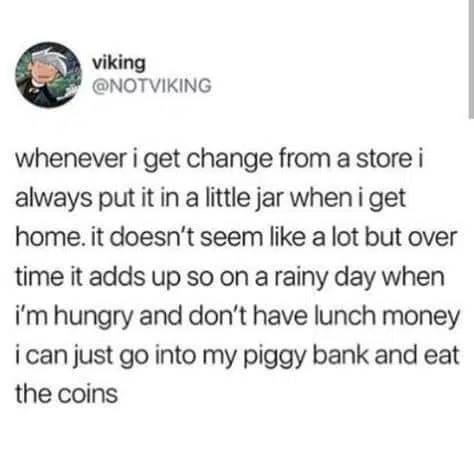 viking
@NOTVIKING
whenever i get change from a store i
always put it in a little jar when i get
home. it doesn't seem like a lot but over
time it adds up so on a rainy day when
i'm hungry and don't have lunch money
i can just go into my piggy bank and eat
the coins